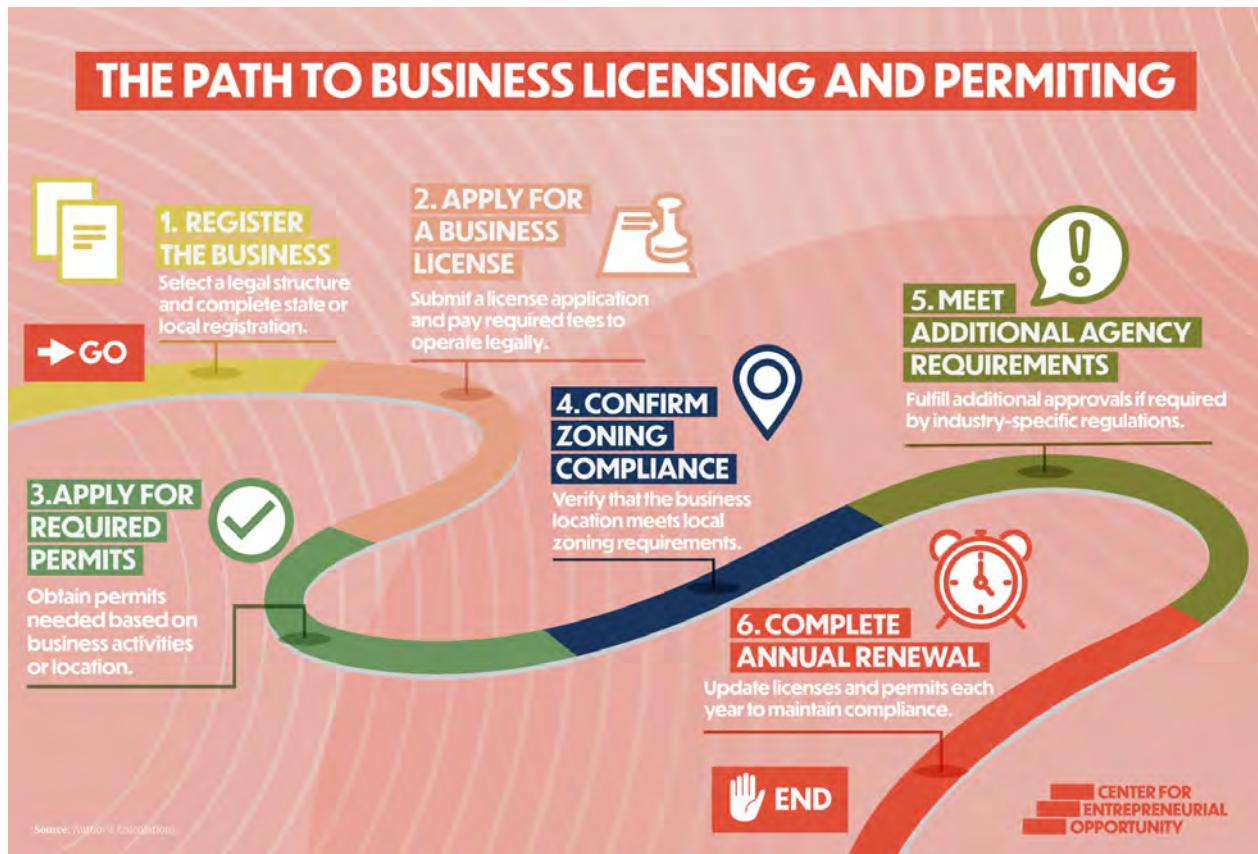 THE PATH TO BUSINESS LICENSING AND PERMITING
1. REGISTER
THE BUSINESS
Select a legal structure
and complete state or
local registration.
GO
2. APPLY FOR
A BUSINESS
LICENSE
Submit a license application
and pay required fees to
operate legally.
3.APPLY FOR
REQUIRED
PERMITS
Obtain permits
needed based on
business activities
or location.
4. CONFIRM
ZONING
COMPLIANCE
Verify that the business
location meets local
zoning requirements.
5. MEET
ADDITIONAL AGENCY
REQUIREMENTS
Fulfill additional approvals if required
by industry-specific regulations.
6. COMPLETE
ANNUAL RENEWAL
Update licenses and permits each
year to maintain compliance.
END
Source: Author's Calculations
CENTER FOR
ENTREPRENEURIAL
OPPORTUNITY